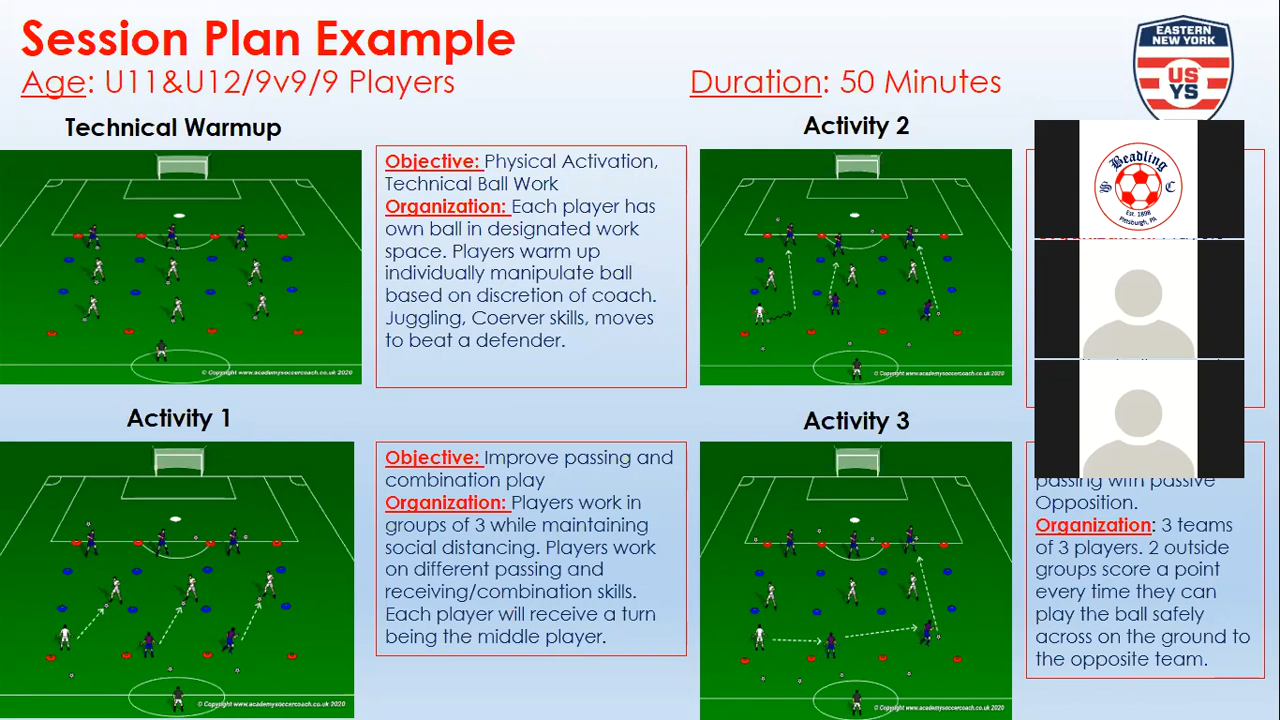 Session Plan Example
Age: U11&U12/9v9/9 Players
Duration: 50 Minutes
EASTERN
NEW YORK
US
YS
Technical Warmup
© Copyright www.academysoccercoach.co.uk 2020
Objective: Physical Activation,
Technical Ball Work
Organization: Each player has
own ball in designated work
space. Players warm up
individually manipulate ball
based on discretion of coach.
Juggling, Coerver skills, moves
to beat a defender.
Activity 2
© Copyright www.academysoccercoach.co.uk 2020
Beadling
S C
Est. 1898
Pittsburgh, PA
Activity 1
© Copyright www.academysoccercoach.co.uk 2020
Objective: Improve passing and
combination play
Organization: Players work in
groups of 3 while maintaining
social distancing. Players work
on different passing and
receiving/combination skills.
Each player will receive a turn
being the middle player.
Activity 3
© Copyright www.academysoccercoach.co.uk 2020
passing with passive
Opposition.
Organization: 3 teams
of 3 players. 2 outside
groups score a point
every time they can
play the ball safely
across on the ground to
the opposite team.